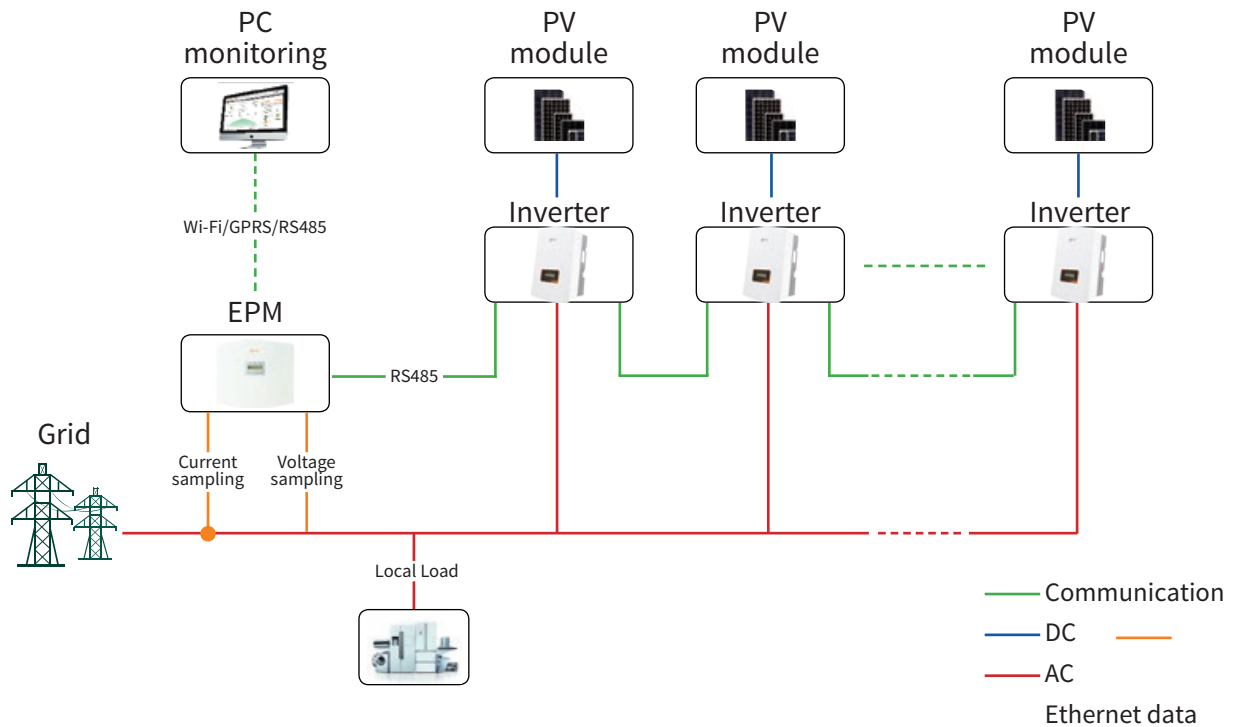 PC
monitoring
PV
module
PV
module
PV
module
Wi-Fi/GPRS/RS485
Inverter
Inverter
Inverter
EPM
RS485
Grid
Current
sampling
Voltage
sampling
Local Load
Communication
DC
AC
Ethernet data